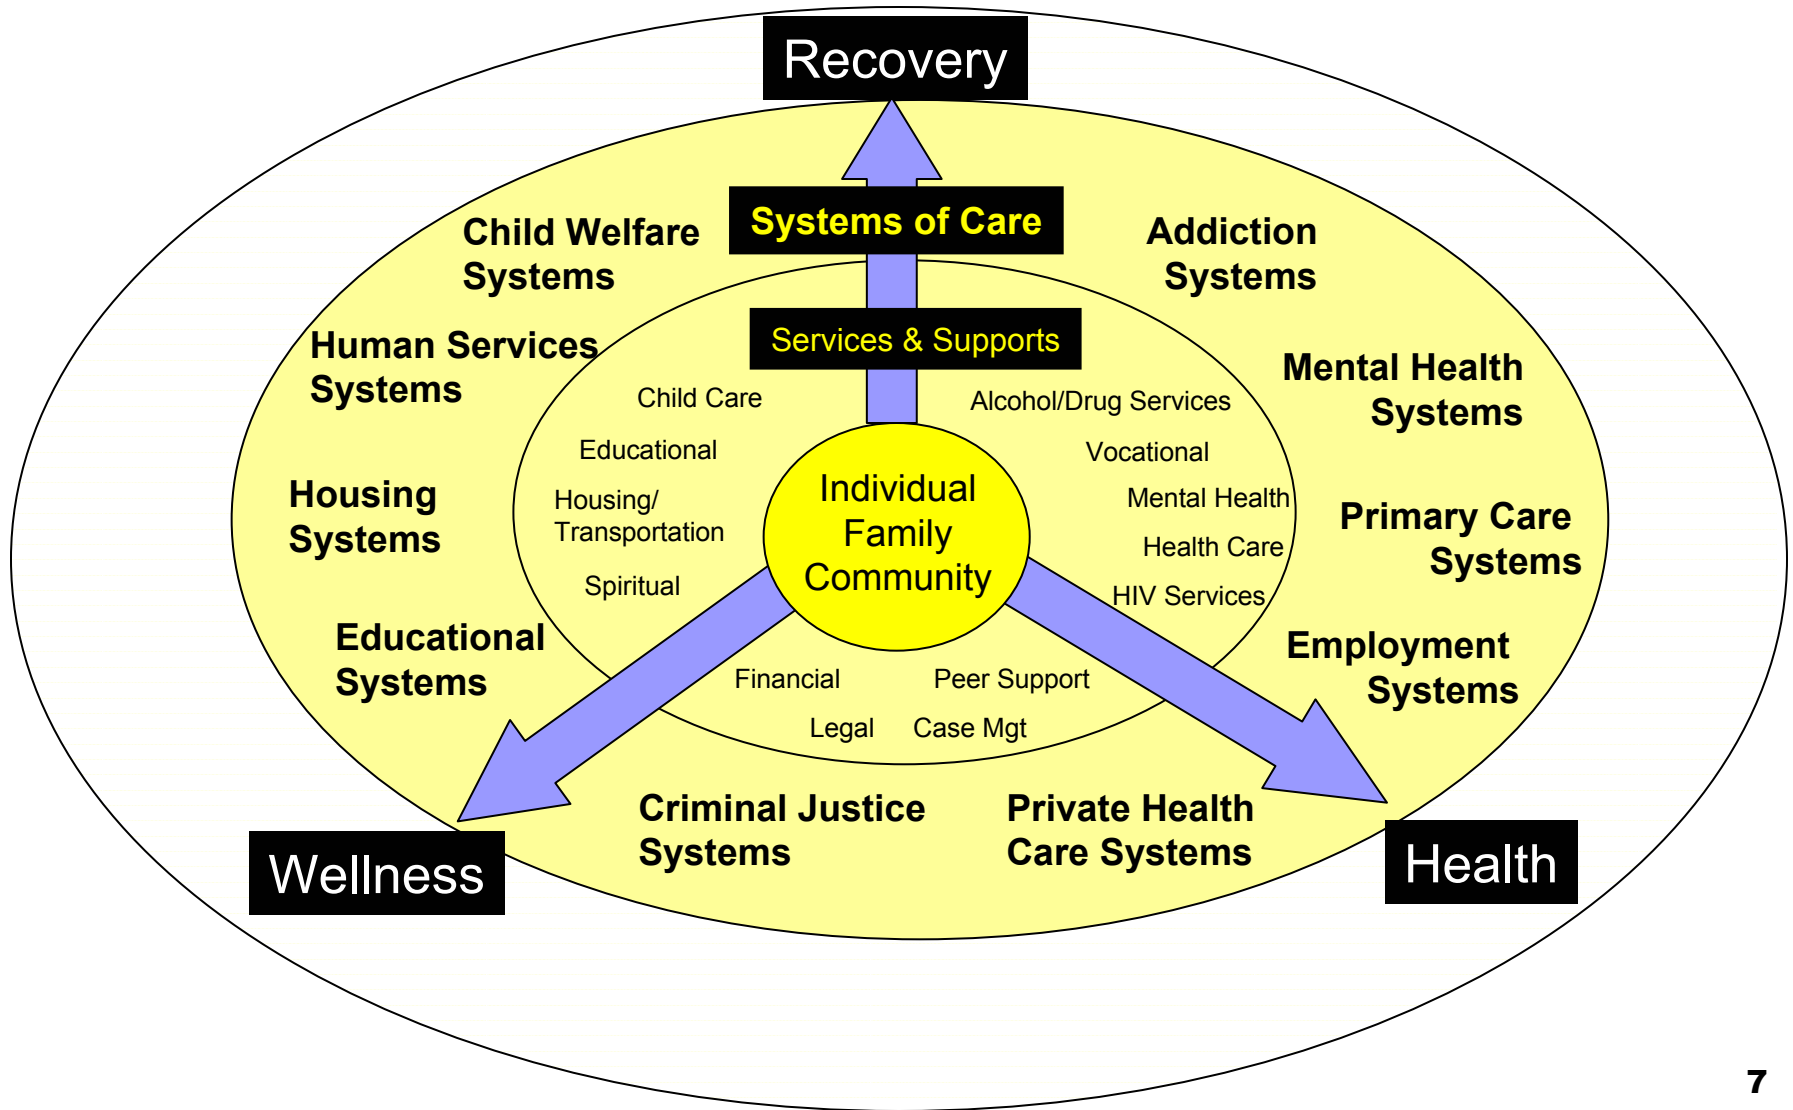 Recovery
Systems of Care
Child Welfare
Systems
Addiction
Systems
Human Services
Systems
Services & Supports
Mental Health
Systems
Child Care
Alcohol/Drug Services
Educational
Vocational
Housing
Systems
Housing/
Transportation
Individual
Family
Community
Mental Health
Primary Care
Systems
Health Care
Spiritual
HIV Services
Educational
Systems
Employment
Systems
Financial
Peer Support
Legal
Case Mgt
Criminal Justice
Systems
Private Health
Care Systems
Wellness
Health
7